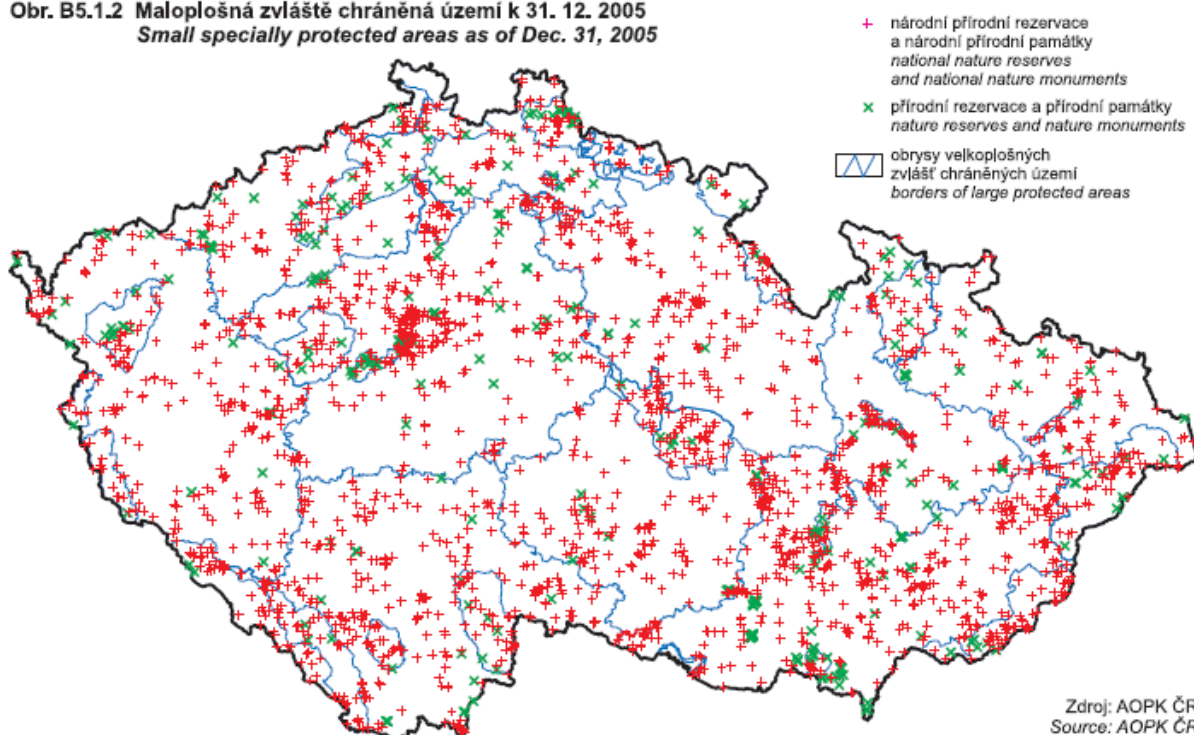 Obr. B5.1.2 Maloplošná zvláště chráněná území k 31. 12. 2005
Small specially protected areas as of Dec. 31, 2005
národní přírodní rezervace
a národní přírodní památky
national nature reserves
and national nature monuments
přírodní rezervace a přírodní památky
nature reserves and nature monuments
obrysy velkoplošných
zvlášť chráněných území
borders of large protected areas
Zdroj: AOPK ČR
Source: AOPK ČR